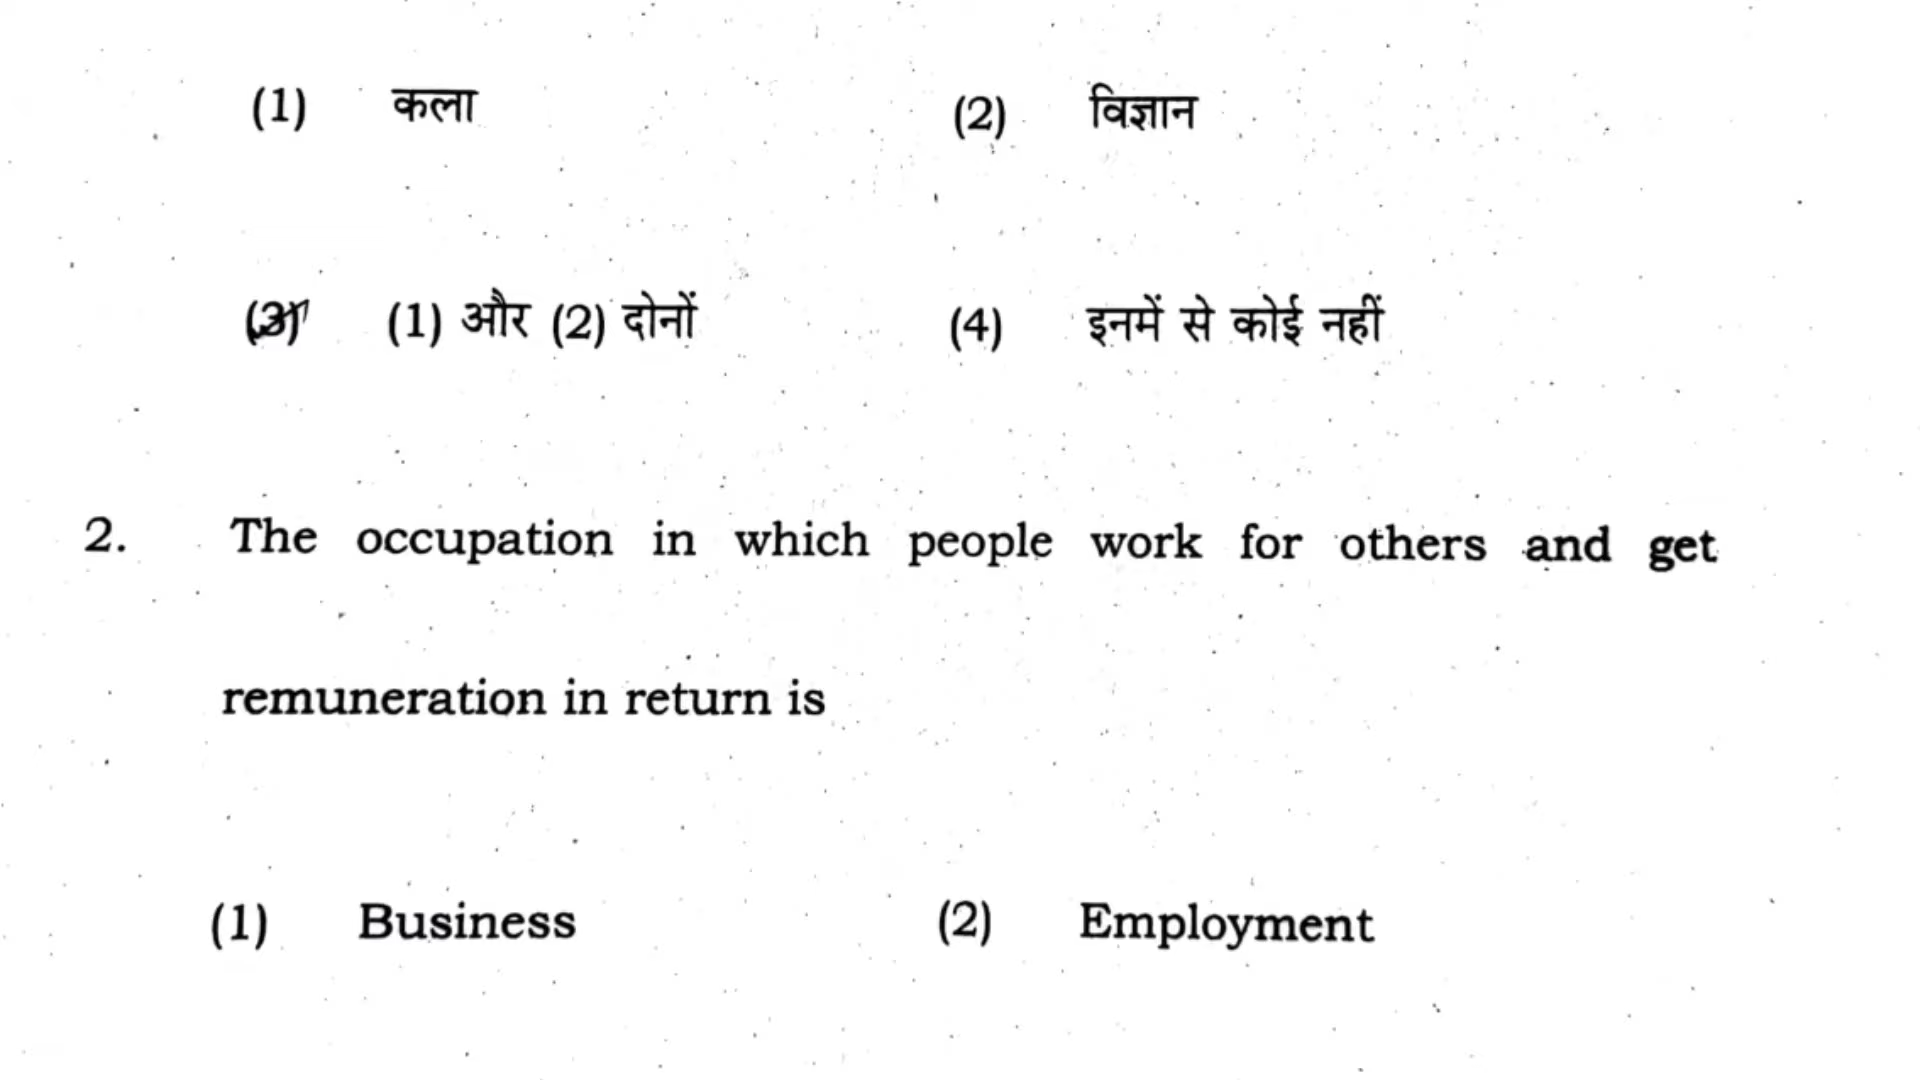 (1) कला (2) विज्ञान
(3) (1) और (2) दोनों (4) इनमें से कोई नहीं
2. The occupation in which people work for others and get
remuneration in return is
(1) Business (2) Employment